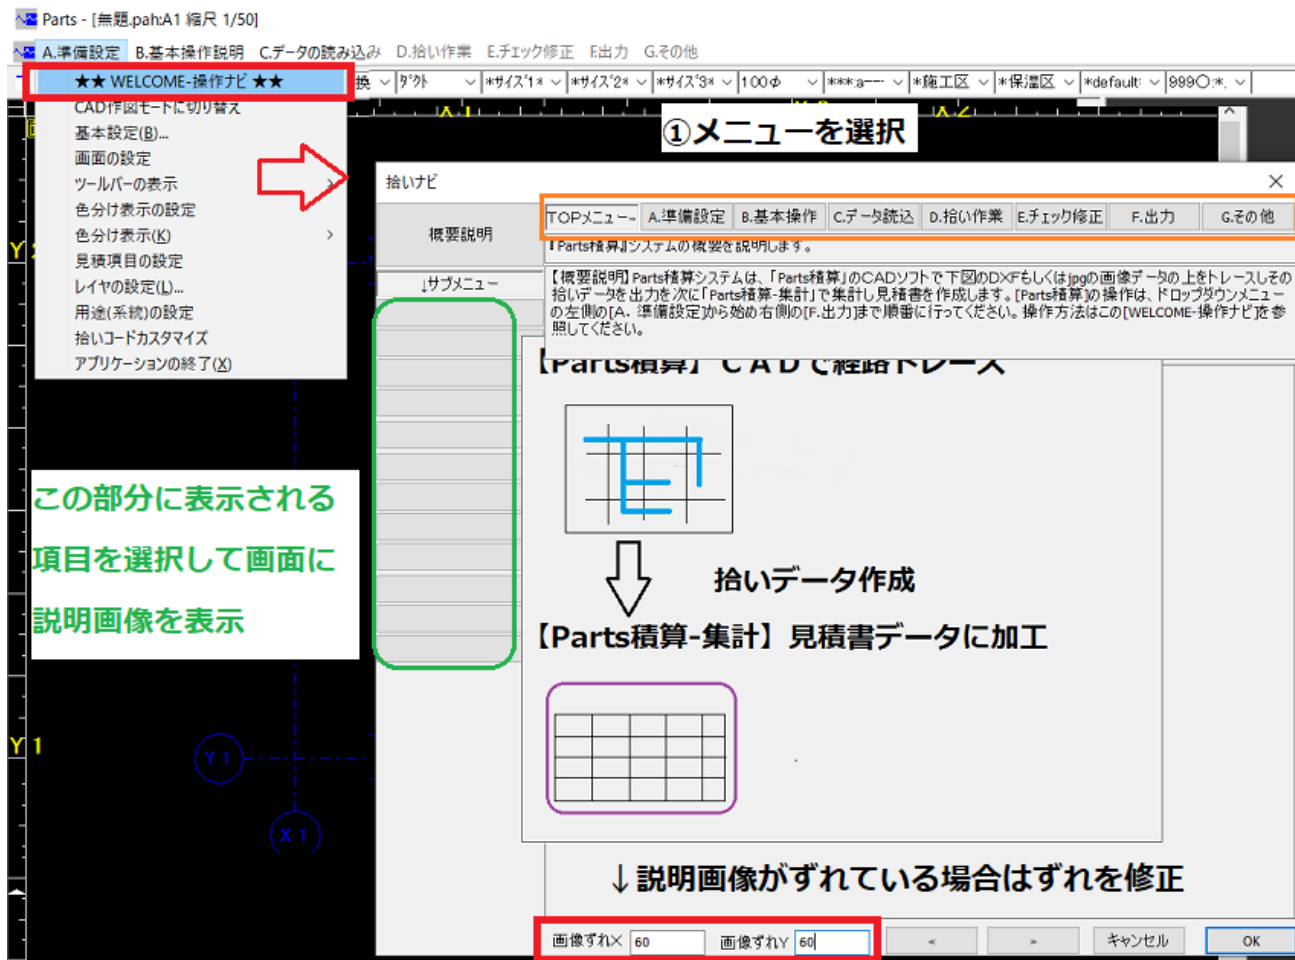 Parts - [無題.pah:A1 縮尺 1/50]
A.準備設定 B.基本操作説明 C.データの読み込み D.拾い作業 E.チェック修正 F.出力 G.その他
★★ WELCOME-操作ナビ ★★
換 ダクト *サイズ1* *サイズ2* *サイズ3* 100φ ***:a--- *施工区 *保温区 *default: 999○:*.
CAD作図モードに切り替え
基本設定(B)...
画面の設定
ツールバーの表示
色分け表示の設定
色分け表示(K)
見積項目の設定
レイヤの設定(L)...
用途(系統)の設定
拾いコードカスタマイズ
アプリケーションの終了(X)
①メニューを選択
拾いナビ
概要説明
TOPメニュー- A.準備設定 B.基本操作 C.データ読込 D.拾い作業 E.チェック修正 F.出力 G.その他
『Parts積算』システムの概要を説明します。
↓サブメニュー
【概要説明】Parts積算システムは、「Parts積算」のCADソフトで下図のDXFもしくはjpgの画像データの上をトレースしその
拾いデータを出力を次に「Parts積算-集計」で集計し見積書を作成します。[Parts積算]の操作は、ドロップダウンメニュー
の左側の[A. 準備設定]から始め右側の[F.出力]まで順番に行ってください。操作方法はこの[WELCOME-操作ナビ]を参
照してください。
【Parts積算】ＣＡＤで経路トレース
この部分に表示される
項目を選択して画面に
説明画像を表示
拾いデータ作成
【Parts積算-集計】見積書データに加工
Y 1
Y 1
X 1
↓説明画像がずれている場合はずれを修正
画像ずれX 60 画像ずれY 60 < > キャンセル OK